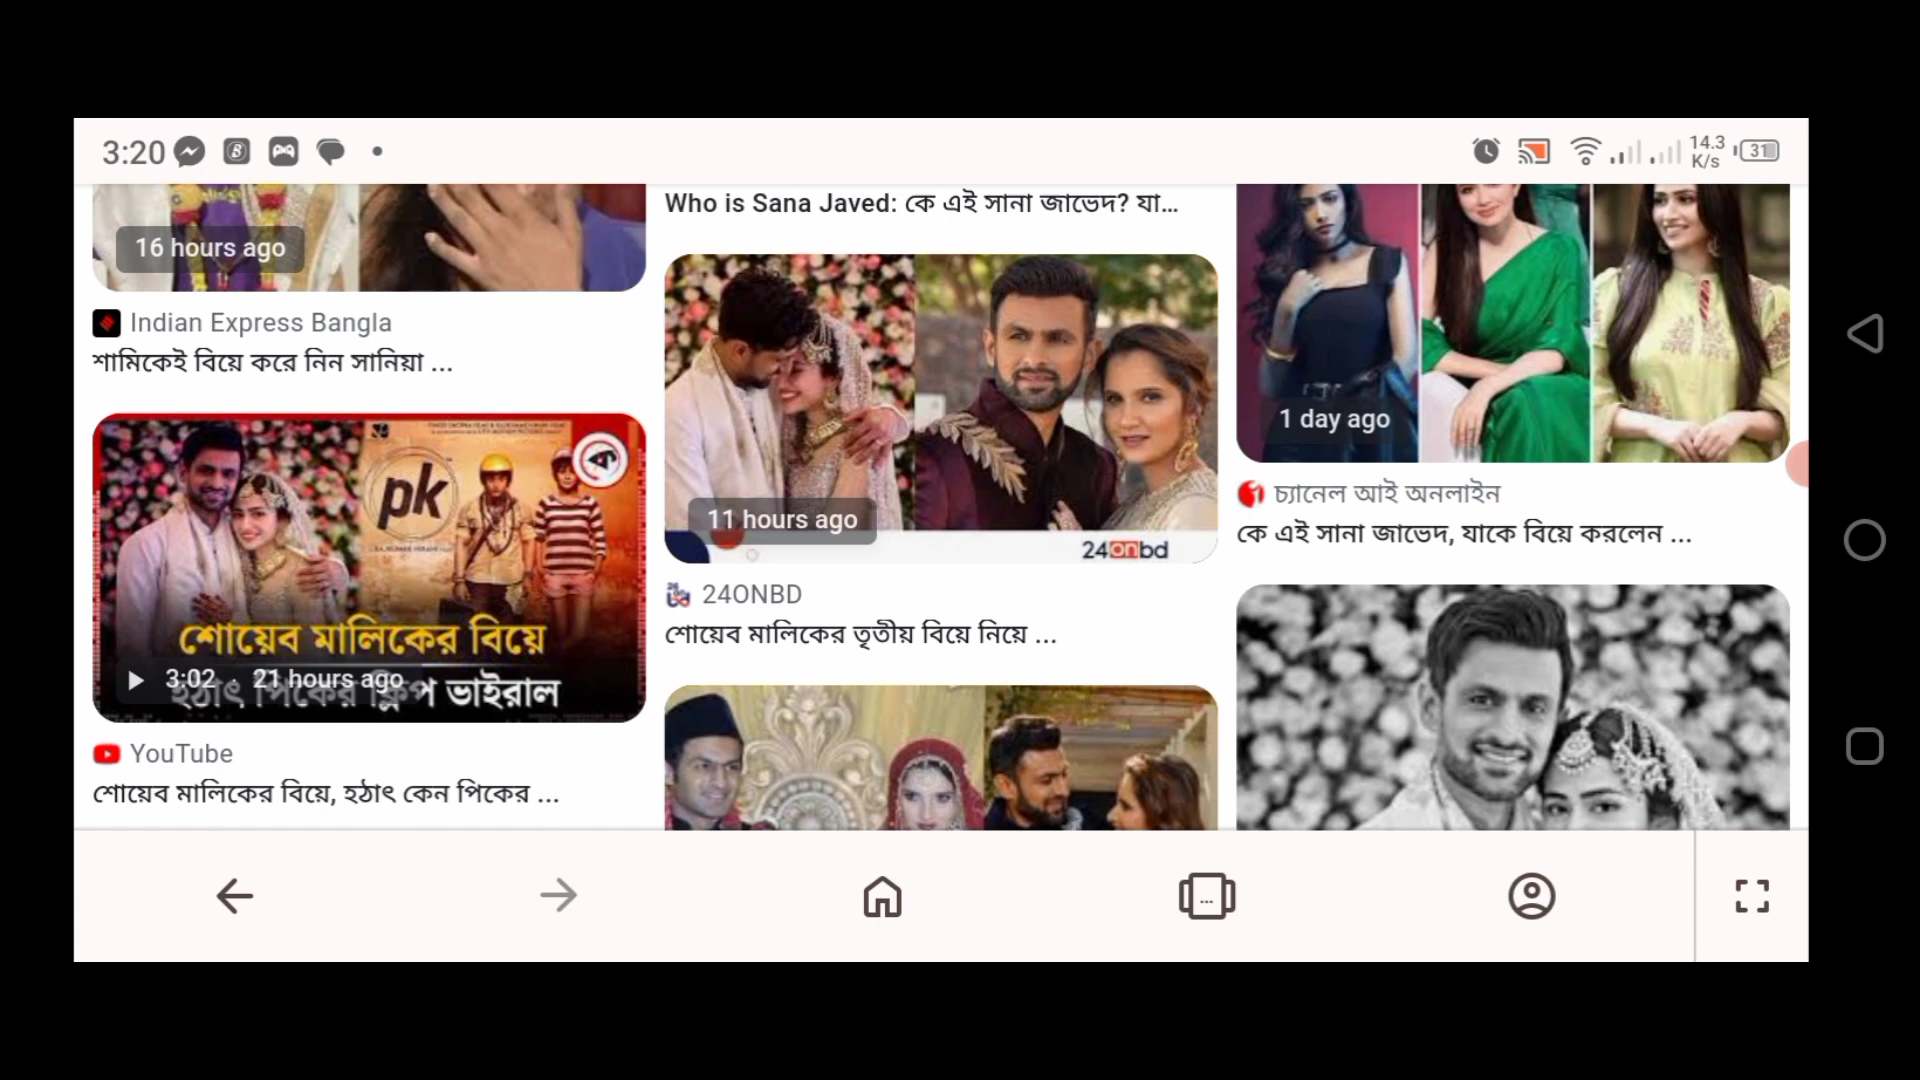 3:20
14.3
K/s
31
16 hours ago
Indian Express Bangla
শামিকেই বিয়ে করে নিন সানিয়া ...
pk
শোয়েব মালিকের বিয়ে
হঠাৎ পিকের ক্লিপ ভাইরাল
3:02 · 21 hours ago
YouTube
শোয়েব মালিকের বিয়ে, হঠাৎ কেন পিকের ...
Who is Sana Javed: কে এই সানা জাভেদ? যা...
11 hours ago
24onbd
24ONBD
শোয়েব মালিকের তৃতীয় বিয়ে নিয়ে ...
1 day ago
চ্যানেল আই অনলাইন
কে এই সানা জাভেদ, যাকে বিয়ে করলেন ...